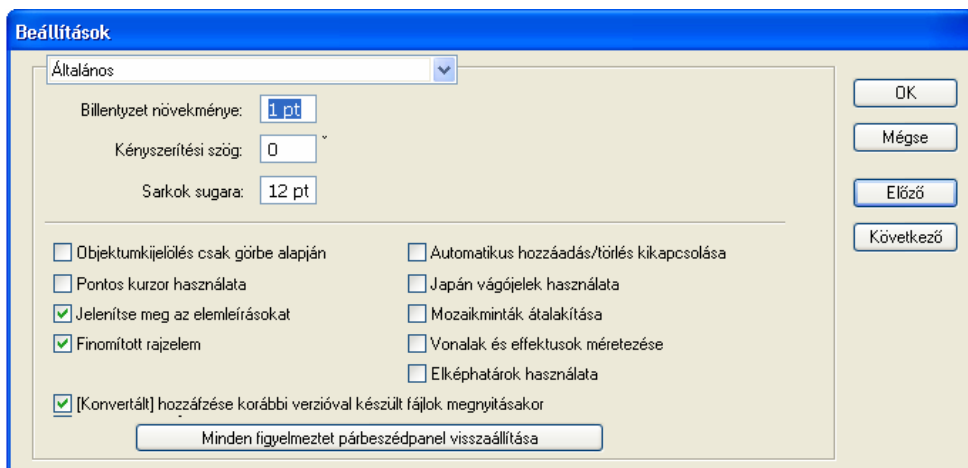 Beállítások
Általános
Billentyzet növekménye: 1 pt
Kényszerítési szög: 0 °
Sarkok sugara: 12 pt
OK
Mégse
Előző
Következő
Objektumkijelölés csak görbe alapján
Automatikus hozzáadás/törlés kikapcsolása
Pontos kurzor használata
Japán vágójelek használata
Jelenítse meg az elemleírásokat
Mozaikminták átalakítása
Finomított rajzelem
Vonalak és effektusok méretezése
Elképhatárok használata
[Konvertált] hozzáfzése korábbi verzióval készült fájlok megnyitásakor
Minden figyelmeztet párbeszédpanel visszaállítása